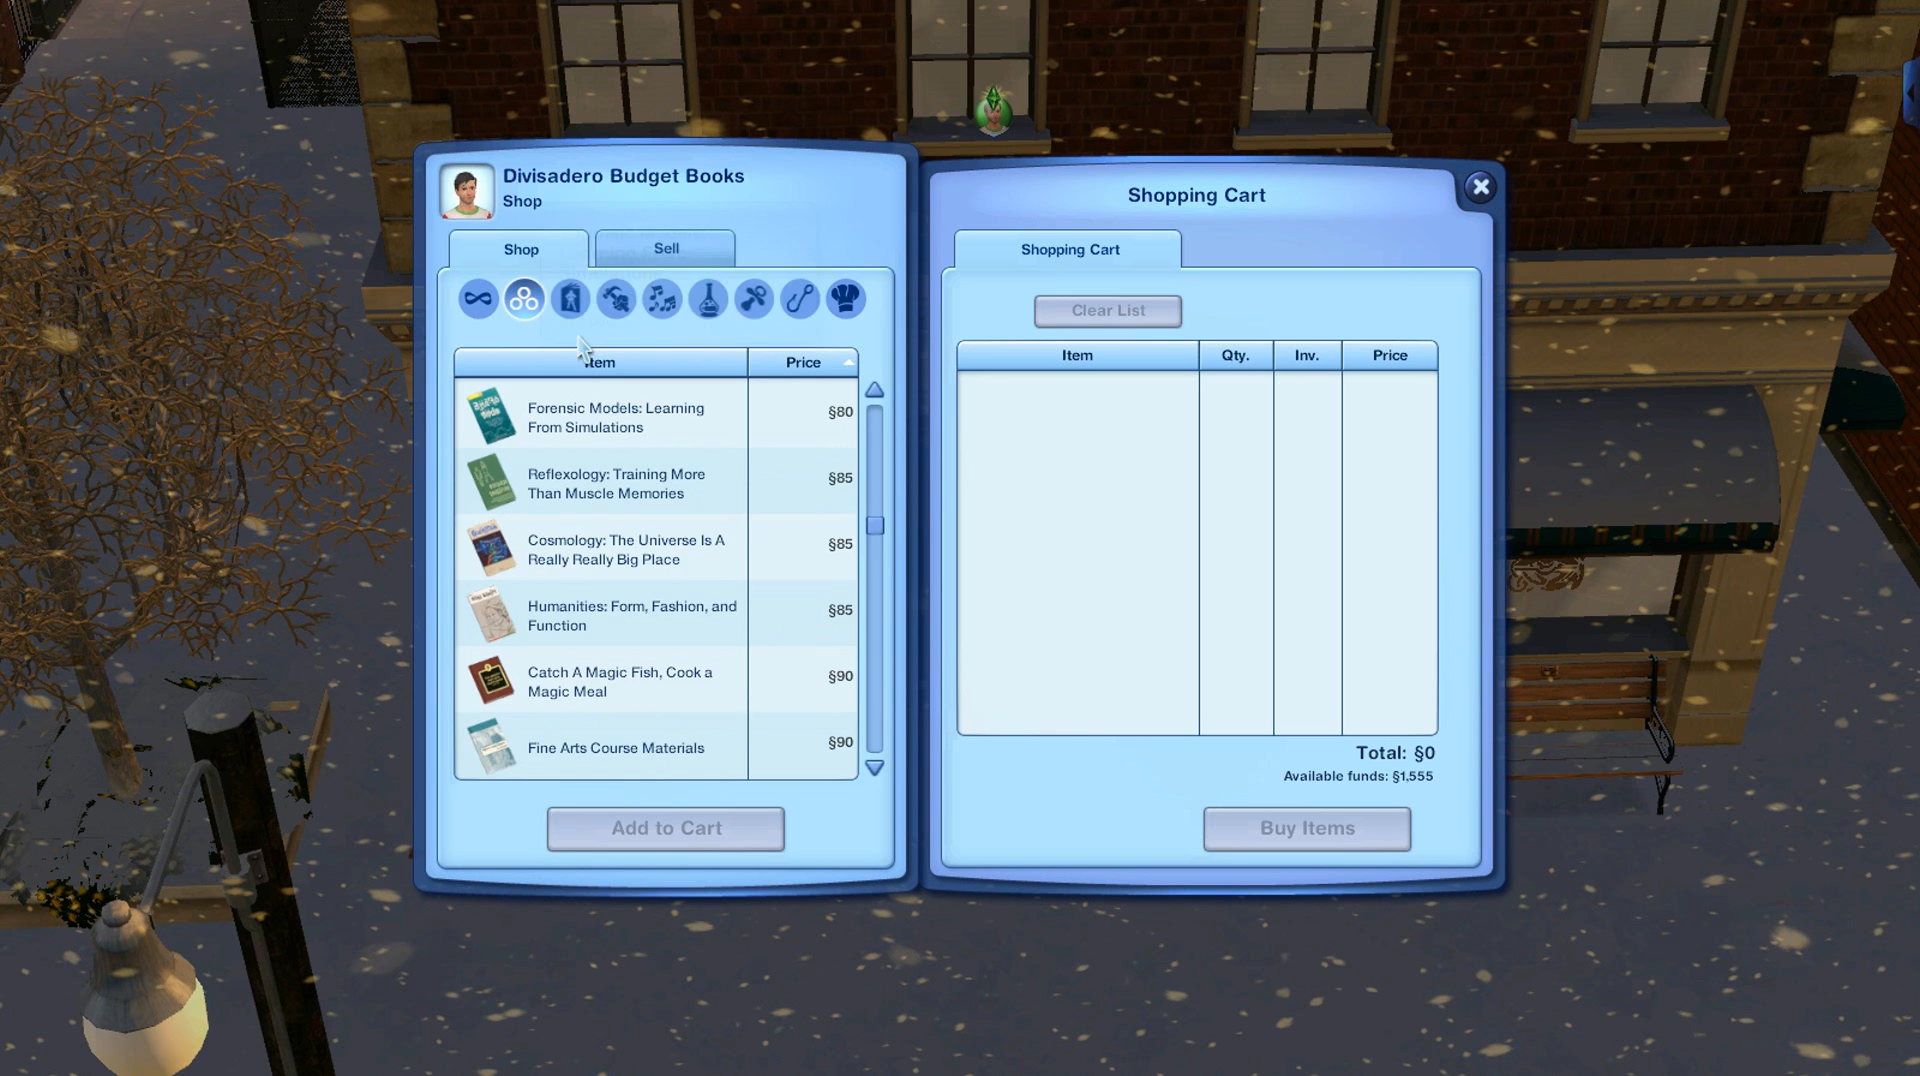 Divisadero Budget Books
Shop
Shop
Sell
Item
Price
Forensic Models: Learning
From Simulations
§80
Reflexology: Training More
Than Muscle Memories
§85
Cosmology: The Universe Is A
Really Really Big Place
§85
Humanities: Form, Fashion, and
Function
§85
Catch A Magic Fish, Cook a
Magic Meal
§90
Fine Arts Course Materials
§90
Add to Cart
Shopping Cart
Shopping Cart
Clear List
Item
Qty.
Inv.
Price
Total: §0
Available funds: §1,555
Buy Items